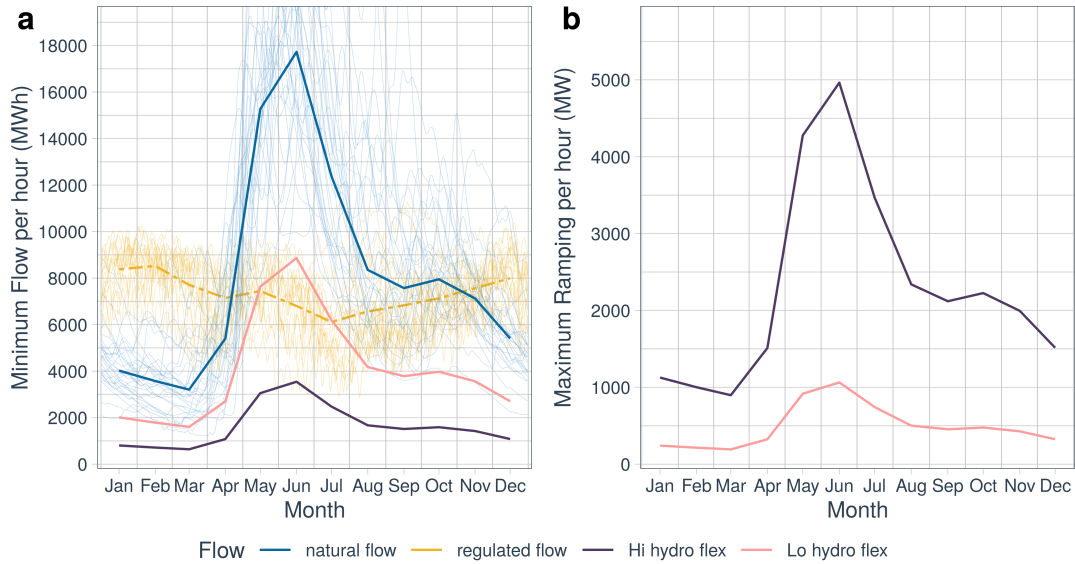 a
Minimum Flow per hour (MWh)
18000
16000
14000
12000
10000
8000
6000
4000
2000
0
Jan Feb Mar Apr May Jun Jul Aug Sep Oct Nov Dec
Month
b
Maximum Ramping per hour (MW)
5000
4000
3000
2000
1000
0
Jan Feb Mar Apr May Jun Jul Aug Sep Oct Nov Dec
Month
Flow natural flow regulated flow Hi hydro flex Lo hydro flex